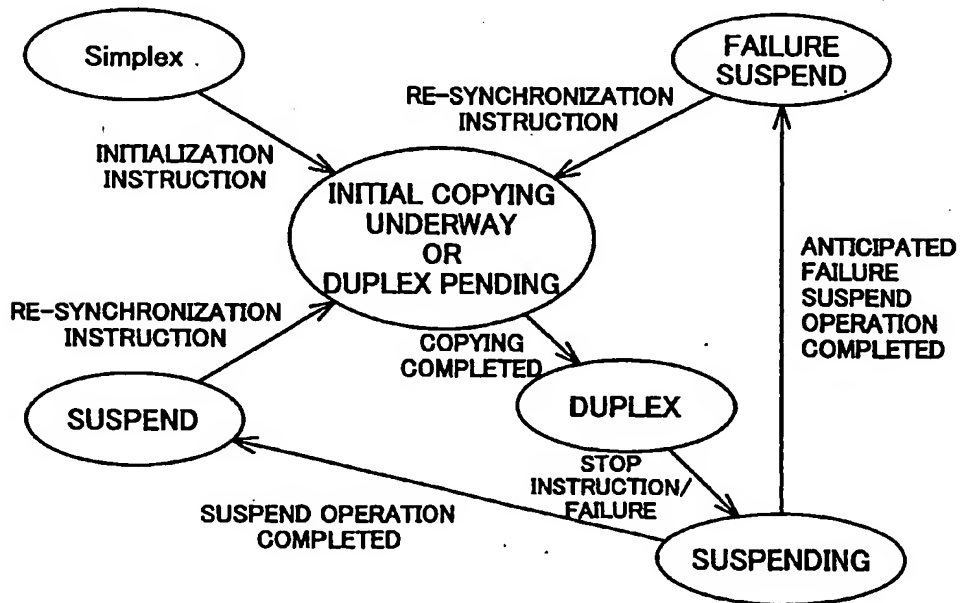 Simplex
FAILURE
SUSPEND
RE-SYNCHRONIZATION
INSTRUCTION
INITIALIZATION
INSTRUCTION
INITIAL COPYING
UNDERWAY
OR
DUPLEX PENDING
ANTICIPATED
FAILURE
SUSPEND
OPERATION
COMPLETED
RE-SYNCHRONIZATION
INSTRUCTION
COPYING
COMPLETED
SUSPEND
DUPLEX
STOP
INSTRUCTION/
FAILURE
SUSPEND OPERATION
COMPLETED
SUSPENDING